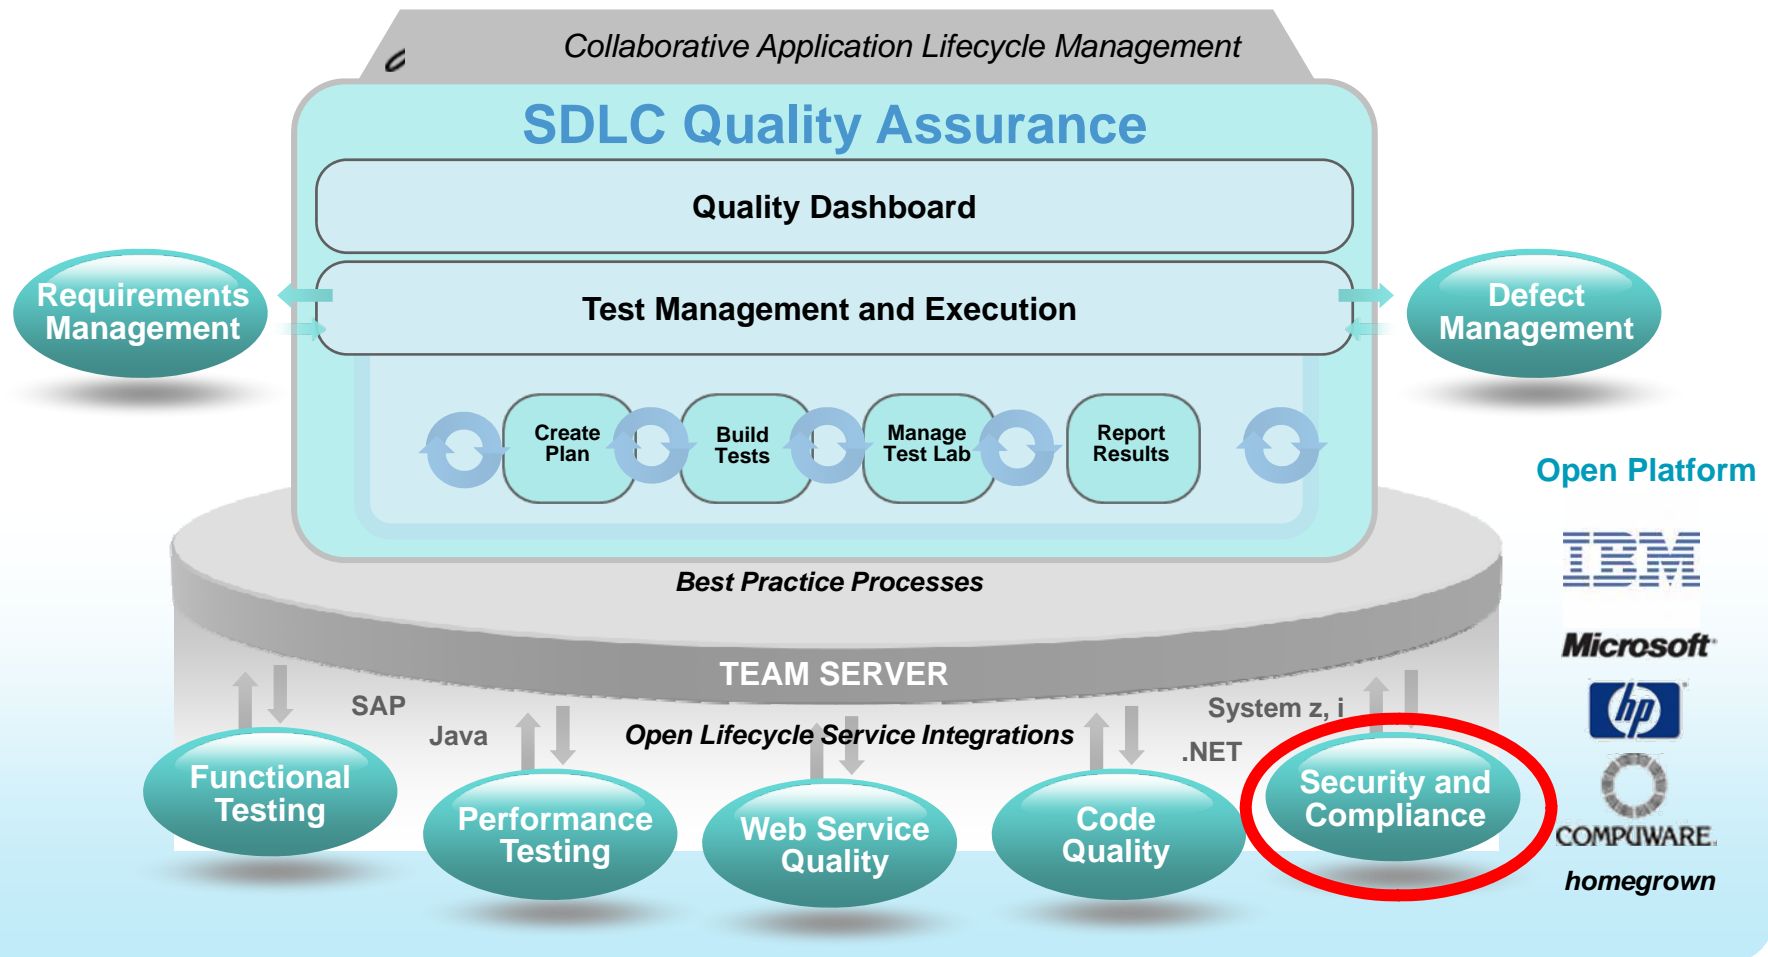 Collaborative Application Lifecycle Management
SDLC Quality Assurance
Quality Dashboard
Test Management and Execution
Requirements
Management
Defect
Management
Create
Plan
Build
Tests
Manage
Test Lab
Report
Results
Open Platform
IBM
Microsoft
hp
COMPUWARE.
homegrown
Best Practice Processes
TEAM SERVER
SAP
Java
Open Lifecycle Service Integrations
System z, i
.NET
Functional
Testing
Performance
Testing
Web Service
Quality
Code
Quality
Security and
Compliance